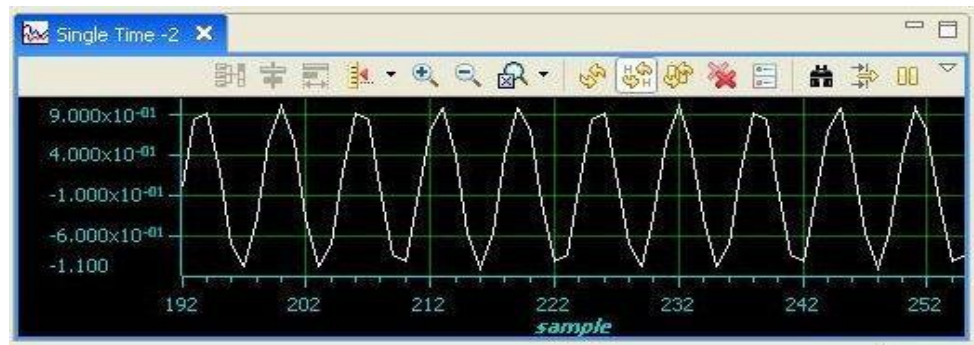 Single Time -2
9.000x10-01
4.000x10-01
-1.000x10-01
-6.000x10-01
-1.100
192 202 212 222 232 242 252
sample